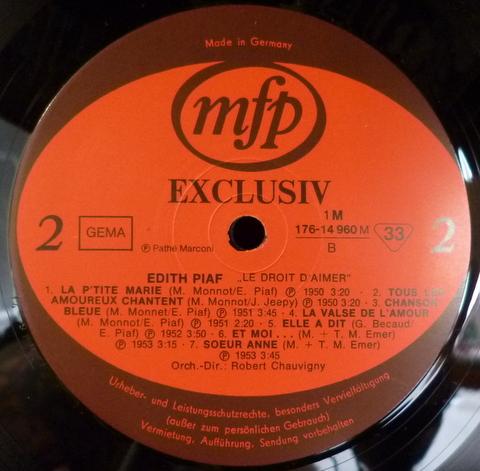 Made in Germany
mfp
EXCLUSIV
2 GEMA
℗ Pathé Marconi
1 M
176-14 960 M
B
33
2
EDITH PIAF „LE DROIT D'AIMER"
1. LA P'TITE MARIE (M. Monnot/E. Piaf) ℗ 1950 3:20 · 2. TOUS LES
AMOUREUX CHANTENT (M. Monnot/J. Jeepy) ℗ 1950 3:20 · 3. CHANSON
BLEUE (M. Monnet/E. Piaf) ℗ 1951 3:45 · 4. LA VALSE DE L'AMOUR
(M. Monnot/E. Piaf) ℗ 1951 2:20 · 5. ELLE A DIT (G. Becaud/
E. Piaf) ℗ 1952 3:50 · 6. ET MOI . . . (M. + T. M. Emer)
℗ 1953 3:15 · 7. SOEUR ANNE (M. + T. M. Emer)
℗ 1953 3:45
Orch.-Dir.: Robert Chauvigny
Urheber- und Leistungsschutzrechte, besonders Vervielfältigung
(außer zum persönlichen Gebrauch)
Vermietung, Aufführung, Sendung vorbehalten